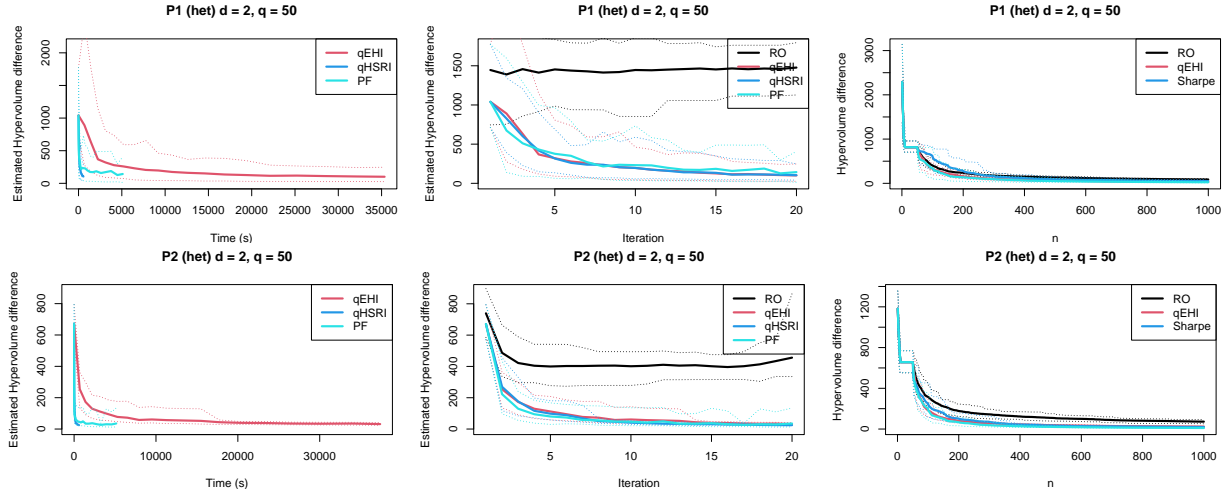 P1 (het) d = 2, q = 50
Estimated Hypervolume difference
0 500 1000 2000
qEHI
qHSRI
PF
0 5000 10000 15000 20000 25000 30000 35000
Time (s)
P1 (het) d = 2, q = 50
Estimated Hypervolume difference
0 500 1000 1500
RO
qEHI
qHSRI
PF
5 10 15 20
Iteration
P1 (het) d = 2, q = 50
Hypervolume difference
0 1000 2000 3000
RO
qEHI
Sharpe
0 200 400 600 800 1000
n
P2 (het) d = 2, q = 50
Estimated Hypervolume difference
0 200 400 600 800
qEHI
qHSRI
PF
0 10000 20000 30000
Time (s)
P2 (het) d = 2, q = 50
Estimated Hypervolume difference
0 200 400 600 800
RO
qEHI
qHSRI
PF
5 10 15 20
Iteration
P2 (het) d = 2, q = 50
Hypervolume difference
0 400 800 1200
RO
qEHI
Sharpe
0 200 400 600 800 1000
n